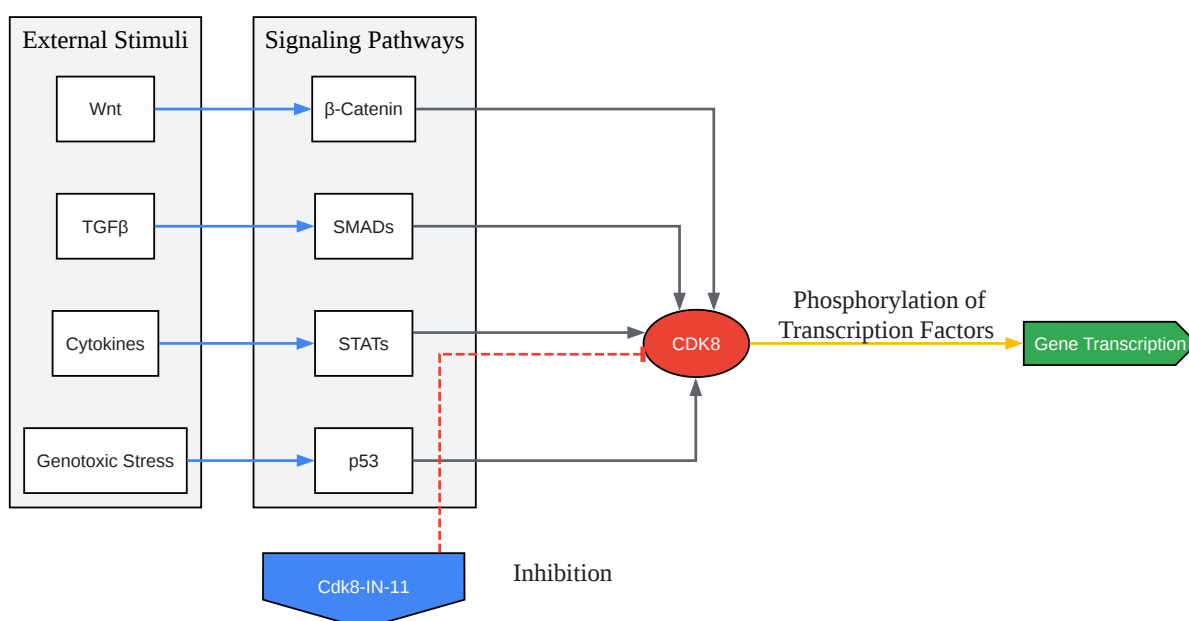 External Stimuli
Signaling Pathways
Wnt
β-Catenin
TGFβ
SMADs
Phosphorylation of
Transcription Factors
Cytokines
STATs
CDK8
Gene Transcription
Genotoxic Stress
p53
Cdk8-IN-11
Inhibition